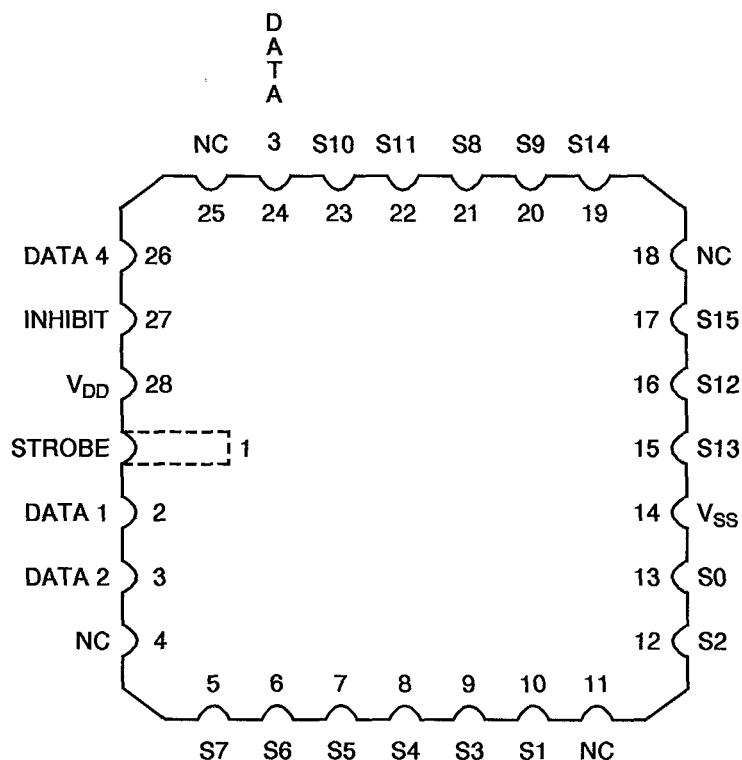 DATA
NC 3 S10 S11 S8 S9 S14
25 24 23 22 21 20 19
DATA 4 26 18 NC
INHIBIT 27 17 S15
VDD 28 16 S12
STROBE 1 15 S13
DATA 1 2 14 VSS
DATA 2 3 13 S0
NC 4 12 S2
5 6 7 8 9 10 11
S7 S6 S5 S4 S3 S1 NC